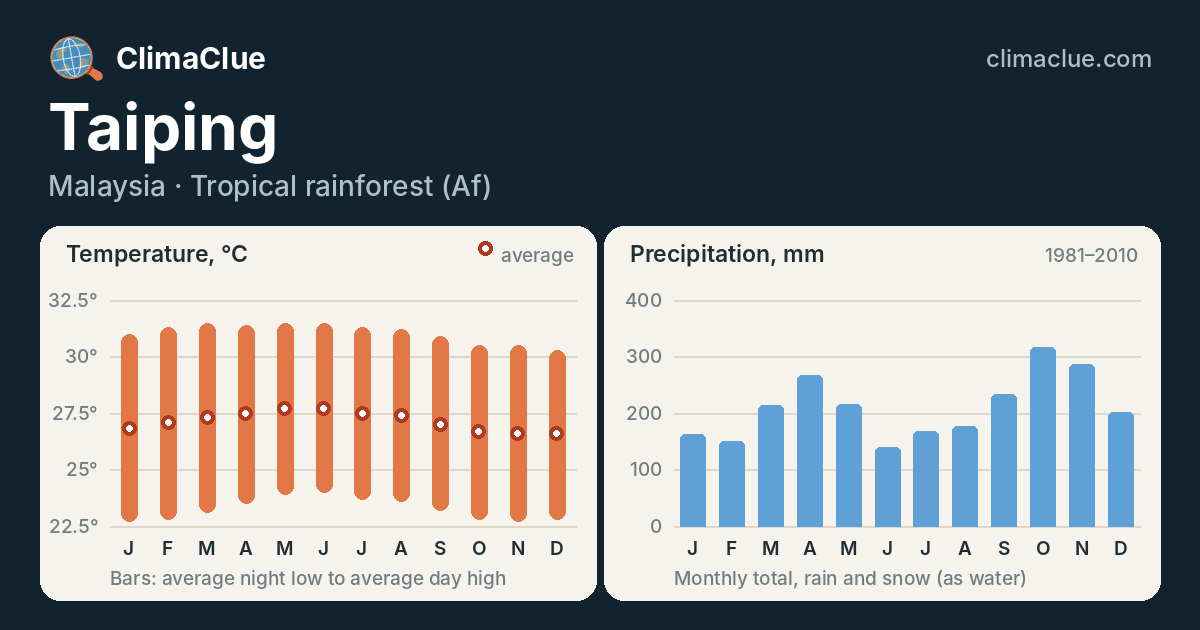 ClimaClue
climaclue.com
Taiping
Malaysia · Tropical rainforest (Af)
Temperature, °C
average
32.5°
30°
27.5°
25°
22.5°
J F M A M J J A S O N D
Bars: average night low to average day high
Precipitation, mm
1981–2010
400
300
200
100
0
J F M A M J J A S O N D
Monthly total, rain and snow (as water)